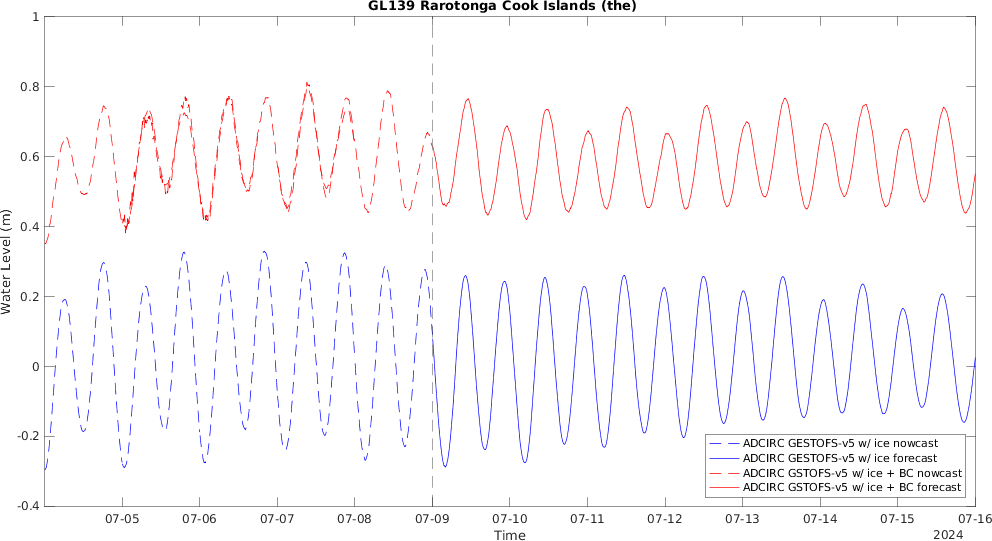 GL139 Rarotonga Cook Islands (the)
1
0.8
0.6
0.4
0.2
0
-0.2
-0.4
Water Level (m)
ADCIRC GESTOFS-v5 w/ ice nowcast
ADCIRC GESTOFS-v5 w/ ice forecast
ADCIRC GSTOFS-v5 w/ ice + BC nowcast
ADCIRC GSTOFS-v5 w/ ice + BC forecast
07-05 07-06 07-07 07-08 07-09 07-10 07-11 07-12 07-13 07-14 07-15 07-16
Time
2024